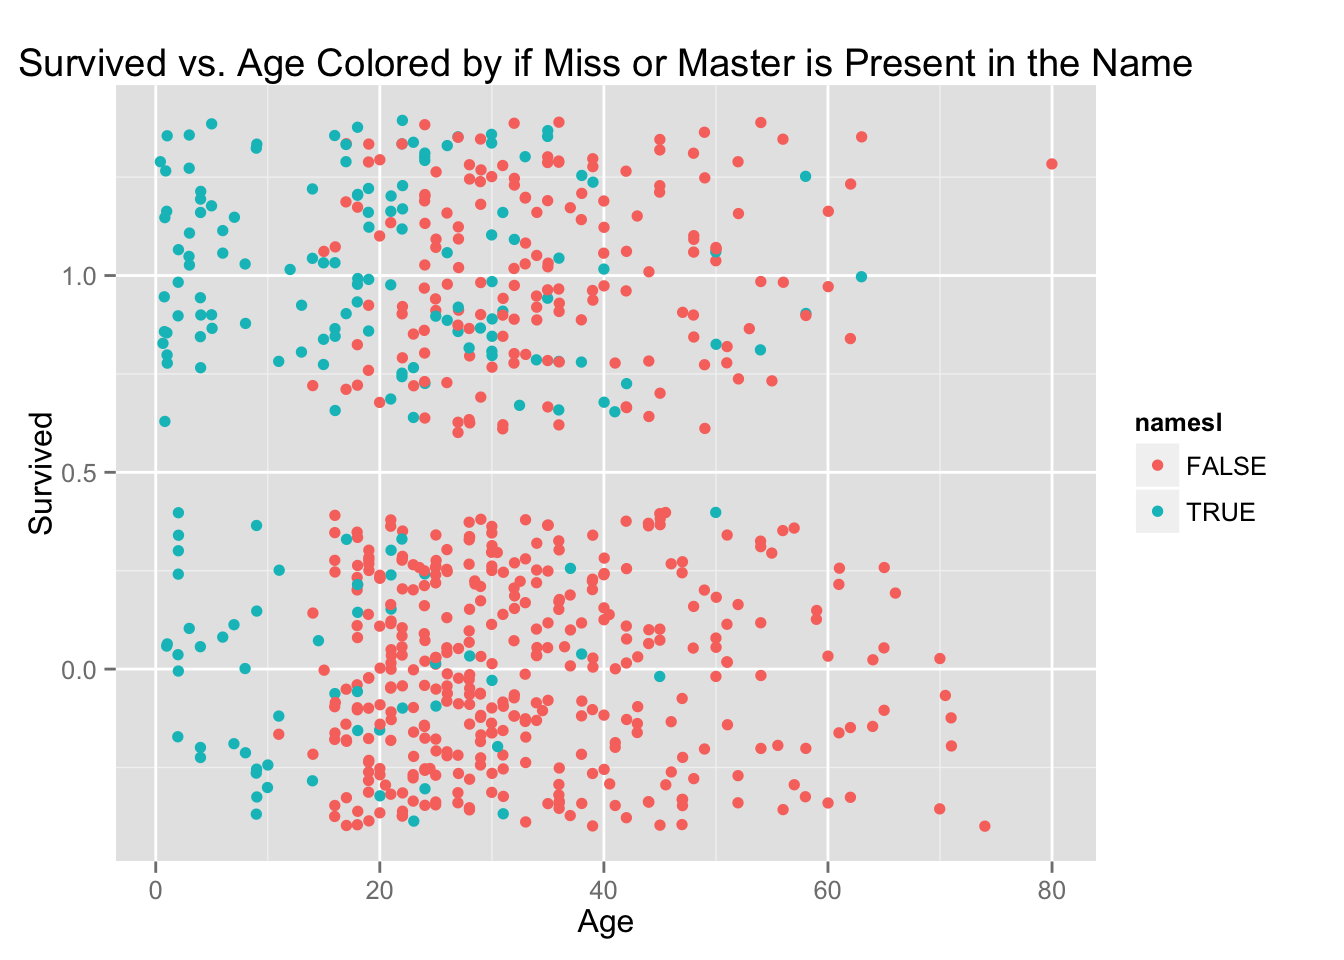 Survived vs. Age Colored by if Miss or Master is Present in the Name
Survived
1.0
0.5
0.0
0 20 40 60 80
Age
namesI
FALSE
TRUE